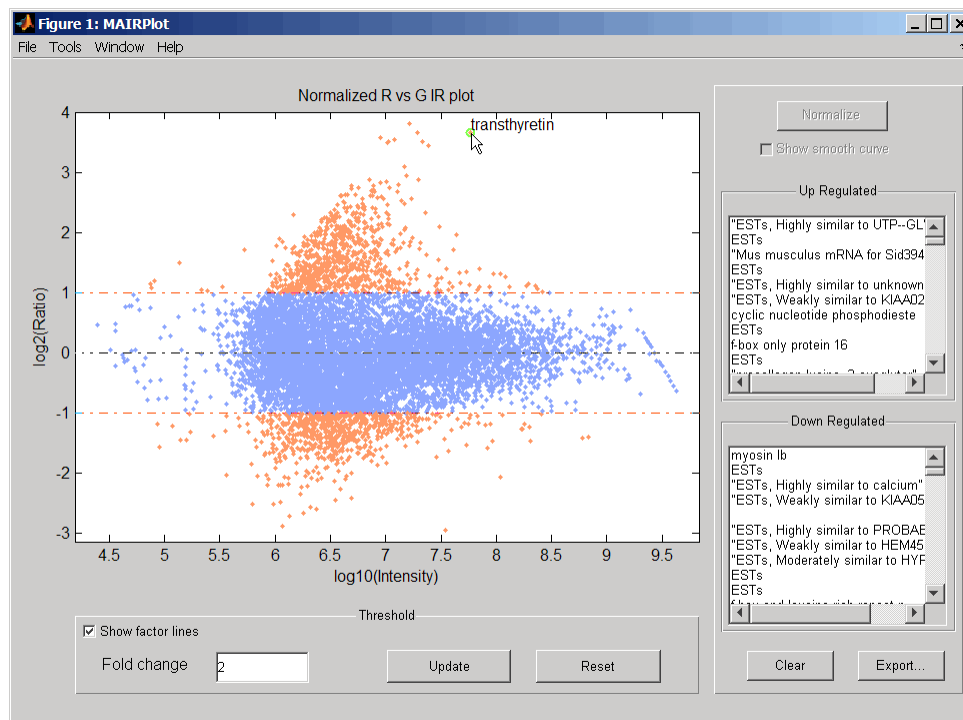 Figure 1: MAIRPlot
File Tools Window Help
Normalized R vs G IR plot
transthyretin
4
3
2
1
0
-1
-2
-3
log2(Ratio)
4.5 5 5.5 6 6.5 7 7.5 8 8.5 9 9.5
log10(Intensity)
Threshold
Show factor lines
Fold change 2 Update Reset
Normalize
Show smooth curve
Up Regulated
"ESTs, Highly similar to UTP--GL
ESTs
"Mus musculus mRNA for Sid394
ESTs
"ESTs, Highly similar to unknown
"ESTs, Weakly similar to KIAA02
cyclic nucleotide phosphodieste
ESTs
f-box only protein 16
ESTs
Down Regulated
myosin Ib
ESTs
"ESTs, Highly similar to calcium"
"ESTs, Weakly similar to KIAA05
"ESTs, Highly similar to PROBAE
"ESTs, Weakly similar to HEM45
"ESTs, Moderately similar to HYF
ESTs
ESTs
Clear Export...